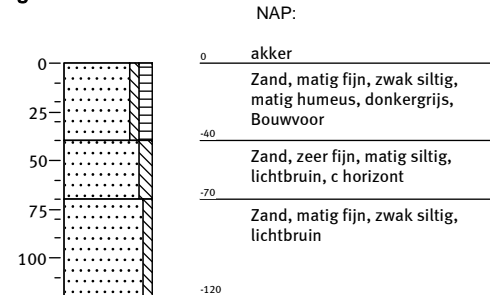 NAP:
0
0 akker
Zand, matig fijn, zwak siltig,
matig humeus, donkergrijs,
Bouwvoor
25
-40
50
Zand, zeer fijn, matig siltig,
lichtbruin, c horizont
-70
75
Zand, matig fijn, zwak siltig,
lichtbruin
100
-120